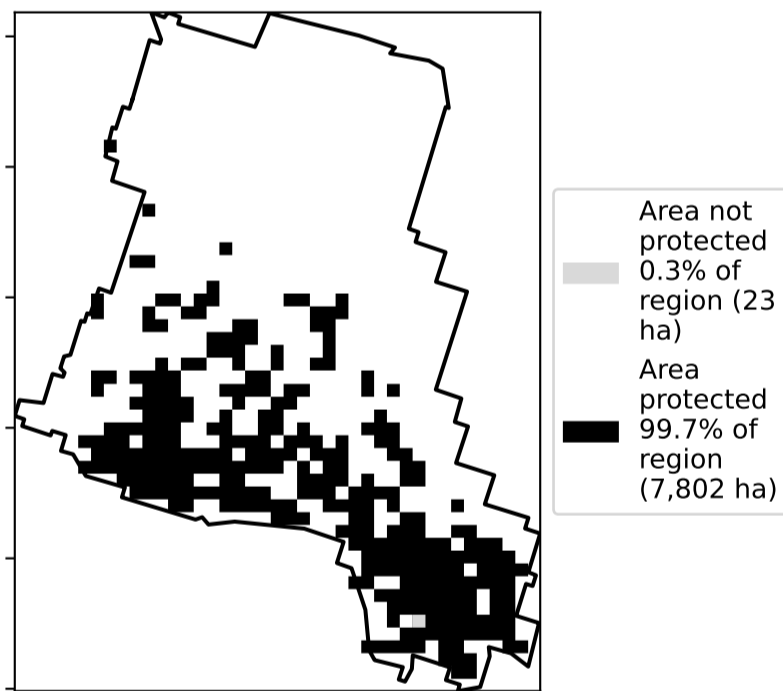 Area not
protected
0.3% of
region (23
ha)
Area
protected
99.7% of
region
(7,802 ha)